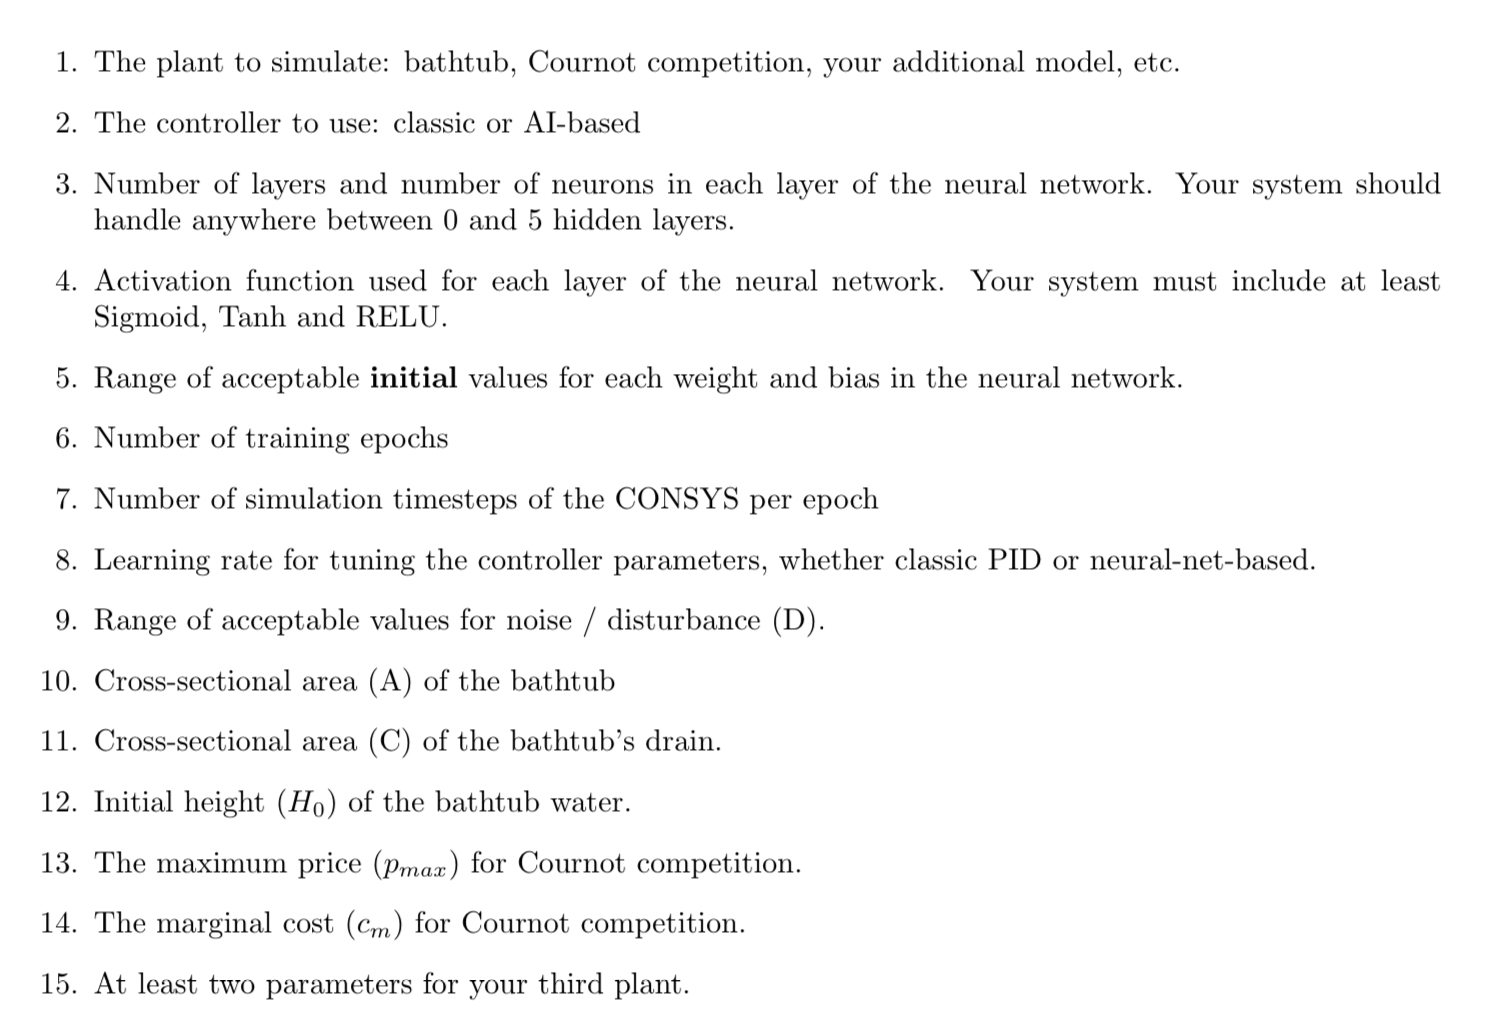 1. The plant to simulate: bathtub, Cournot competition, your additional model, etc.
2. The controller to use: classic or AI-based
3. Number of layers and number of neurons in each layer of the neural network. Your system should
handle anywhere between 0 and 5 hidden layers.
4. Activation function used for each layer of the neural network. Your system must include at least
Sigmoid, Tanh and RELU.
5. Range of acceptable initial values for each weight and bias in the neural network.
6. Number of training epochs
7. Number of simulation timesteps of the CONSYS per epoch
8. Learning rate for tuning the controller parameters, whether classic PID or neural-net-based.
9. Range of acceptable values for noise / disturbance (D).
10. Cross-sectional area (A) of the bathtub
11. Cross-sectional area (C) of the bathtub's drain.
12. Initial height (H₀) of the bathtub water.
13. The maximum price (pₘₐₓ) for Cournot competition.
14. The marginal cost (cₘ) for Cournot competition.
15. At least two parameters for your third plant.